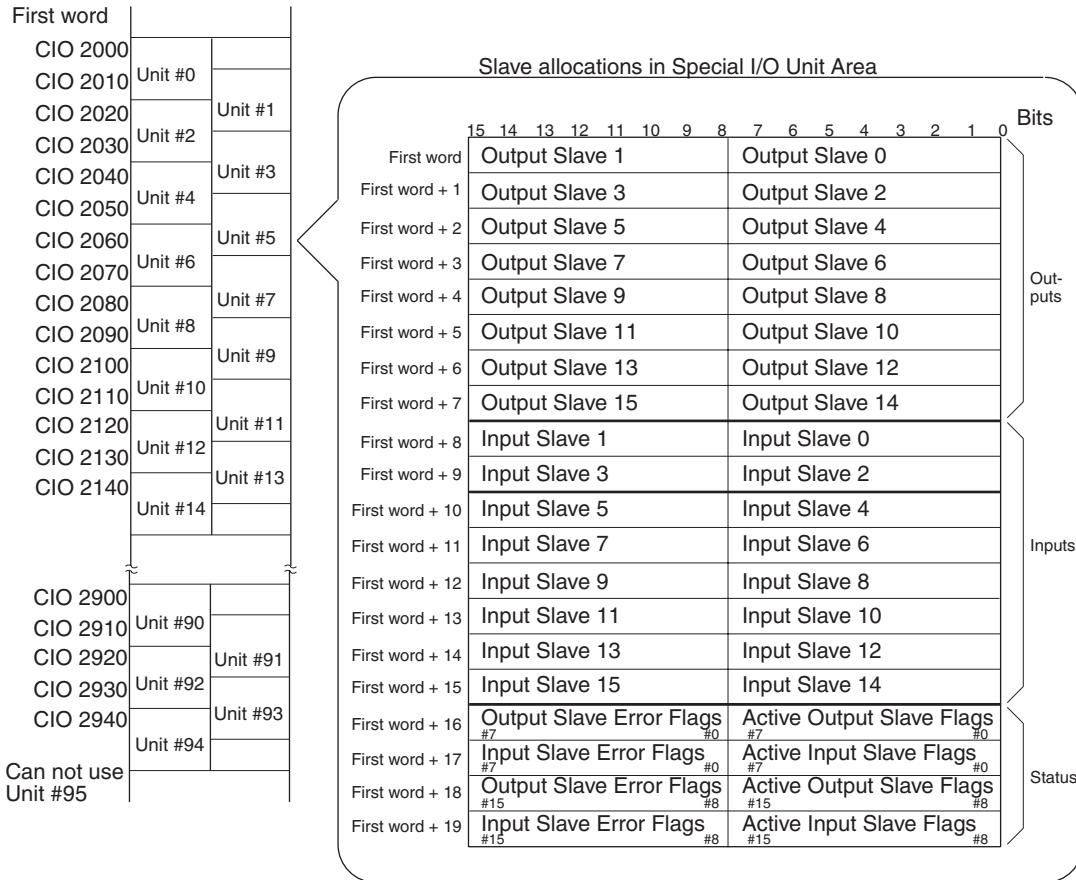 First word
CIO 2000
CIO 2010
CIO 2020
CIO 2030
CIO 2040
CIO 2050
CIO 2060
CIO 2070
CIO 2080
CIO 2090
CIO 2100
CIO 2110
CIO 2120
CIO 2130
CIO 2140
CIO 2900
CIO 2910
CIO 2920
CIO 2930
CIO 2940
Can not use
Unit #95
Unit #0
Unit #2
Unit #4
Unit #6
Unit #8
Unit #10
Unit #12
Unit #14
Unit #90
Unit #92
Unit #94
Unit #1
Unit #3
Unit #5
Unit #7
Unit #9
Unit #11
Unit #13
Unit #91
Unit #93
Slave allocations in Special I/O Unit Area
Bits
15 14 13 12 11 10 9 8 7 6 5 4 3 2 1 0
First word Output Slave 1 Output Slave 0
First word + 1 Output Slave 3 Output Slave 2
First word + 2 Output Slave 5 Output Slave 4
First word + 3 Output Slave 7 Output Slave 6
First word + 4 Output Slave 9 Output Slave 8
First word + 5 Output Slave 11 Output Slave 10
First word + 6 Output Slave 13 Output Slave 12
First word + 7 Output Slave 15 Output Slave 14
Out-
puts
First word + 8 Input Slave 1 Input Slave 0
First word + 9 Input Slave 3 Input Slave 2
First word + 10 Input Slave 5 Input Slave 4
First word + 11 Input Slave 7 Input Slave 6
First word + 12 Input Slave 9 Input Slave 8
First word + 13 Input Slave 11 Input Slave 10
First word + 14 Input Slave 13 Input Slave 12
First word + 15 Input Slave 15 Input Slave 14
Inputs
First word + 16 Output Slave Error Flags Active Output Slave Flags
#7 #0 #7 #0
First word + 17 Input Slave Error Flags Active Input Slave Flags
#7 #0 #7 #0
First word + 18 Output Slave Error Flags Active Output Slave Flags
#15 #8 #15 #8
First word + 19 Input Slave Error Flags Active Input Slave Flags
#15 #8 #15 #8
Status